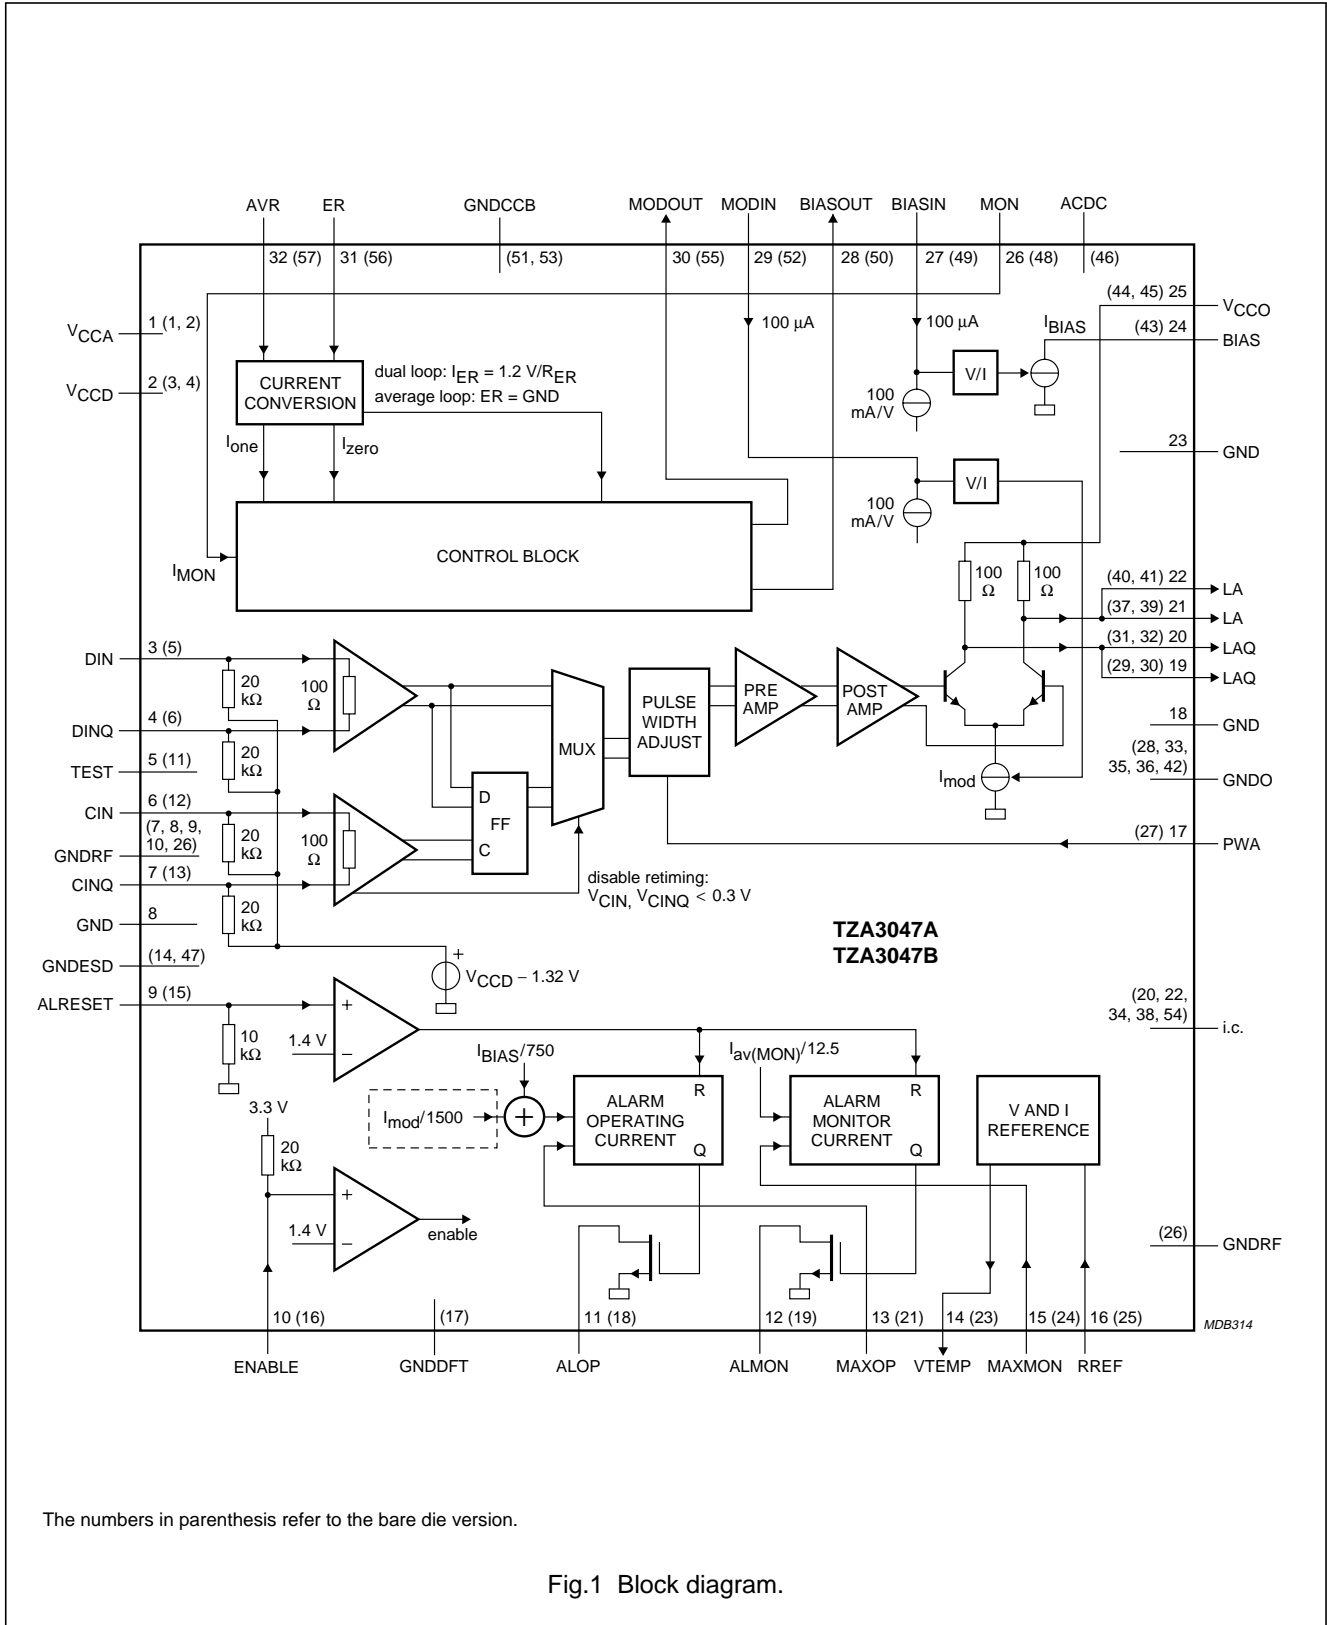 AVR ER GNDCCB MODOUT MODIN BIASOUT BIASIN MON ACDC
32 (57) 31 (56) (51, 53) 30 (55) 29 (52) 28 (50) 27 (49) 26 (48) (46)
(44, 45) 25
VCCO
VCCA
1 (1, 2)
100 µA
100 µA
IBIAS
(43) 24
BIAS
VCCD
2 (3, 4)
CURRENT
CONVERSION
dual loop: IER = 1.2 V/RER
average loop: ER = GND
V/I
100
mA/V
Ione
Izero
23
GND
V/I
100
mA/V
CONTROL BLOCK
IMON
100
Ω
100
Ω
(40, 41) 22
LA
(37, 39) 21
LA
(31, 32) 20
LAQ
(29, 30) 19
LAQ
DIN
3 (5)
20
kΩ
100
Ω
DINQ
4 (6)
20
kΩ
TEST
5 (11)
CIN
6 (12)
20
kΩ
100
Ω
(7, 8, 9,
10, 26)
GNDRF
CINQ
7 (13)
20
kΩ
D
FF
C
MUX
PULSE
WIDTH
ADJUST
PRE
AMP
POST
AMP
Imod
18
GND
(28, 33,
35, 36, 42)
GNDO
(27) 17
PWA
disable retiming:
VCIN, VCINQ < 0.3 V
GND
8
GNDESD
(14, 47)
+
VCCD − 1.32 V
TZA3047A
TZA3047B
ALRESET
9 (15)
10
kΩ
1.4 V
+
−
(20, 22,
34, 38, 54)
i.c.
IBIAS/750
Imod/1500
+
R
ALARM
OPERATING
CURRENT
Q
Iav(MON)/12.5
R
ALARM
MONITOR
CURRENT
Q
V AND I
REFERENCE
3.3 V
20
kΩ
+
1.4 V
−
enable
(26)
GNDRF
10 (16) (17) 11 (18) 12 (19) 13 (21) 14 (23) 15 (24) 16 (25)
MDB314
ENABLE GNDDFT ALOP ALMON MAXOP VTEMP MAXMON RREF
The numbers in parenthesis refer to the bare die version.
Fig.1 Block diagram.